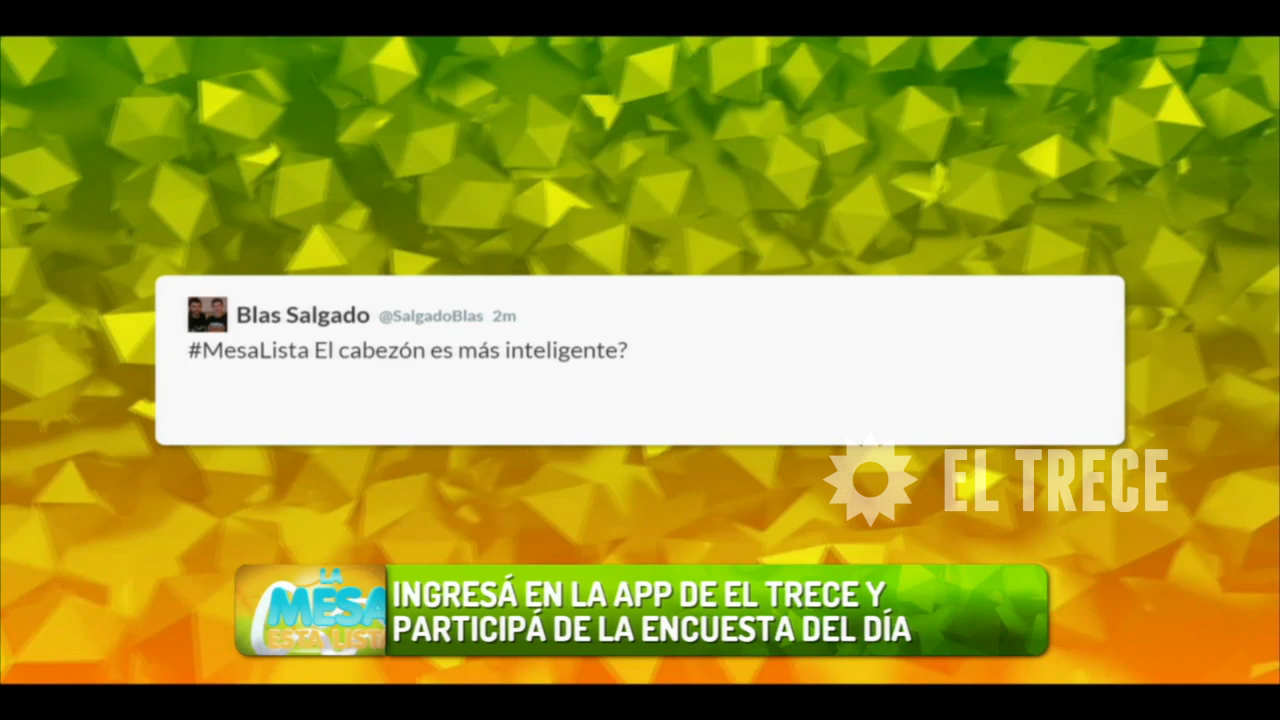 Blas Salgado @SalgadoBlas 2m
#MesaLista El cabezón es más inteligente?
EL TRECE
LA
MESA
ESTA LISTA
INGRESÁ EN LA APP DE EL TRECE Y
PARTICIPÁ DE LA ENCUESTA DEL DÍA